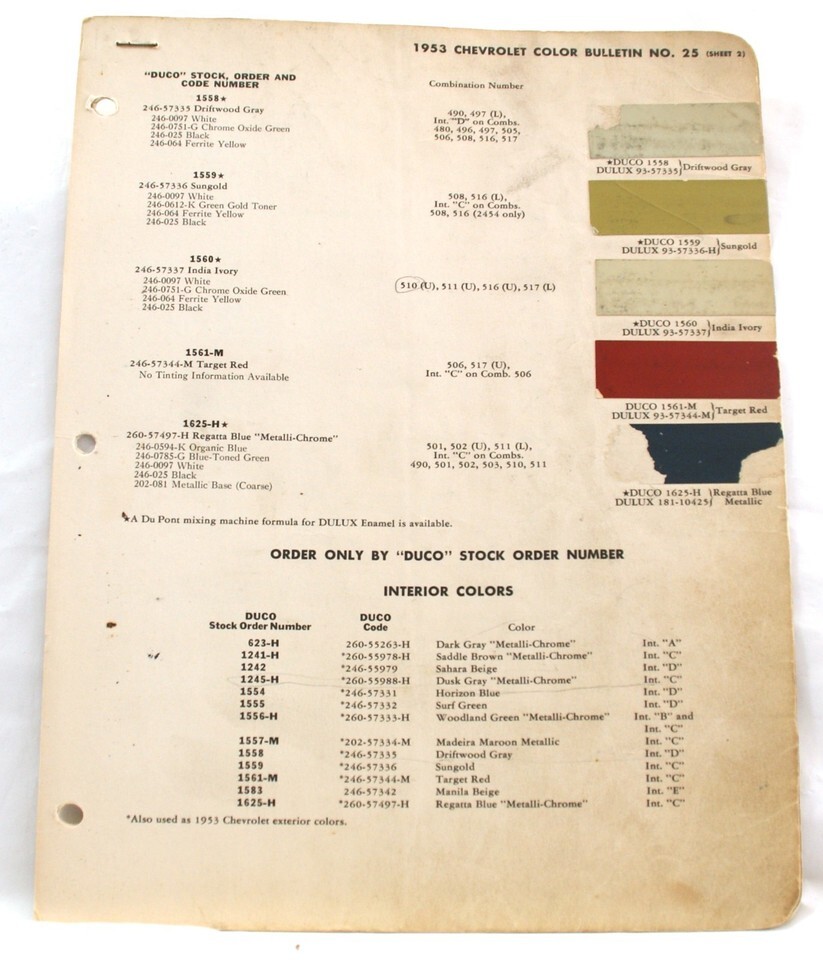 1953 CHEVROLET COLOR BULLETIN NO. 25 (SHEET 2)
"DUCO" STOCK, ORDER AND
CODE NUMBER
Combination Number
1558★
246-57335 Driftwood Gray
246-0097 White
246-0751-G Chrome Oxide Green
246-025 Black
246-064 Ferrite Yellow
490, 497 (L),
Int. "D" on Combs.
480, 496, 497, 505,
506, 508, 516, 517
★DUCO 1558
DULUX 93-57335} Driftwood Gray
1559★
246-57336 Sungold
246-0097 White
246-0612-K Green Gold Toner
246-064 Ferrite Yellow
246-025 Black
508, 516 (L),
Int. "C" on Combs.
508, 516 (2454 only)
★DUCO 1559
DULUX 93-57336-H} Sungold
1560★
246-57337 India Ivory
246-0097 White
246-0751-G Chrome Oxide Green
246-064 Ferrite Yellow
246-025 Black
510 (U), 511 (U), 516 (U), 517 (L)
★DUCO 1560
DULUX 93-57337} India Ivory
1561-M
246-57344-M Target Red
No Tinting Information Available
506, 517 (U),
Int. "C" on Comb. 506
DUCO 1561-M
DULUX 93-57344-M} Target Red
1625-H★
260-57497-H Regatta Blue "Metalli-Chrome"
246-0594-K Organic Blue
246-0785-G Blue-Toned Green
246-0097 White
246-025 Black
202-081 Metallic Base (Coarse)
501, 502 (U), 511 (L),
Int. "C" on Combs.
490, 501, 502, 503, 510, 511
★DUCO 1625-H } Regatta Blue
DULUX 181-10425} Metallic
★A Du Pont mixing machine formula for DULUX Enamel is available.
ORDER ONLY BY "DUCO" STOCK ORDER NUMBER
INTERIOR COLORS
DUCO
Stock Order Number
DUCO
Code
Color
623-H 260-55263-H Dark Gray "Metalli-Chrome" Int. "A"
1241-H *260-55978-H Saddle Brown "Metalli-Chrome" Int. "C"
1242 *246-55979 Sahara Beige Int. "D"
1245-H *260-55988-H Dusk Gray "Metalli-Chrome" Int. "C"
1554 *246-57331 Horizon Blue Int. "D"
1555 *246-57332 Surf Green Int. "D"
1556-H *260-57333-H Woodland Green "Metalli-Chrome" Int. "B" and
Int. "C"
1557-M *202-57334-M Madeira Maroon Metallic Int. "C"
1558 *246-57335 Driftwood Gray Int. "D"
1559 *246-57336 Sungold Int. "C"
1561-M *246-57344-M Target Red Int. "C"
1583 246-57342 Manila Beige Int. "E"
1625-H *260-57497-H Regatta Blue "Metalli-Chrome" Int. "C"
*Also used as 1953 Chevrolet exterior colors.